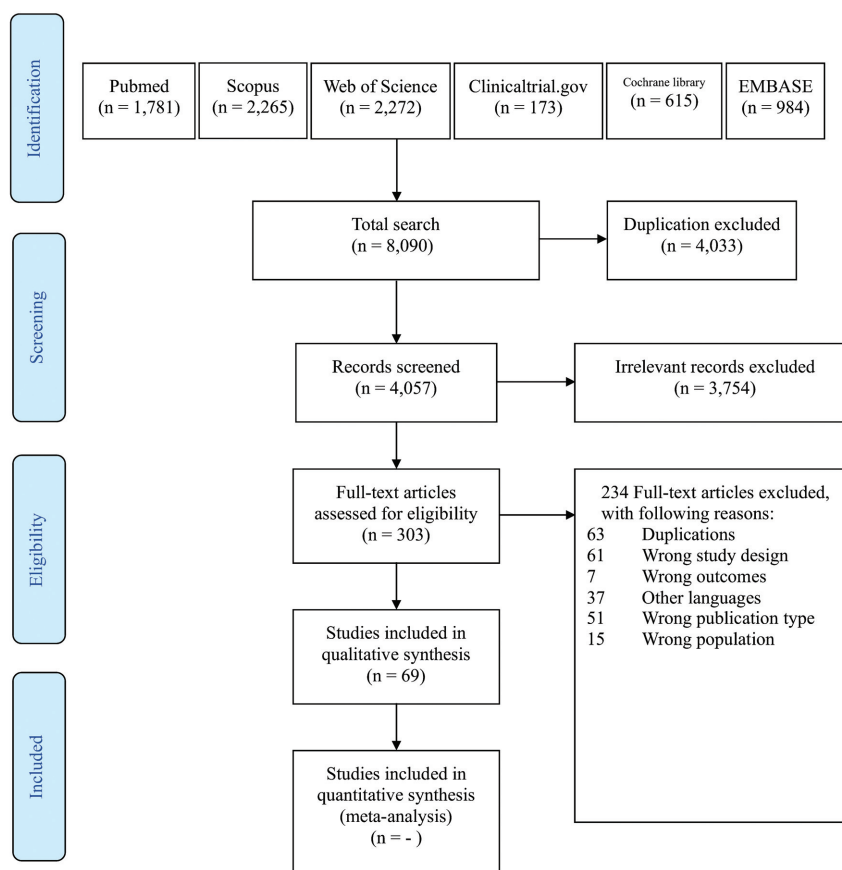 Identification
Pubmed
(n = 1,781)
Scopus
(n = 2,265)
Web of Science
(n = 2,272)
Clinicaltrial.gov
(n = 173)
Cochrane library
(n = 615)
EMBASE
(n = 984)
Total search
(n = 8,090)
Duplication excluded
(n = 4,033)
Screening
Records screened
(n = 4,057)
Irrelevant records excluded
(n = 3,754)
Eligibility
Full-text articles
assessed for eligibility
(n = 303)
234 Full-text articles excluded,
with following reasons:
63 Duplications
61 Wrong study design
7 Wrong outcomes
37 Other languages
51 Wrong publication type
15 Wrong population
Studies included in
qualitative synthesis
(n = 69)
Included
Studies included in
quantitative synthesis
(meta-analysis)
(n = - )